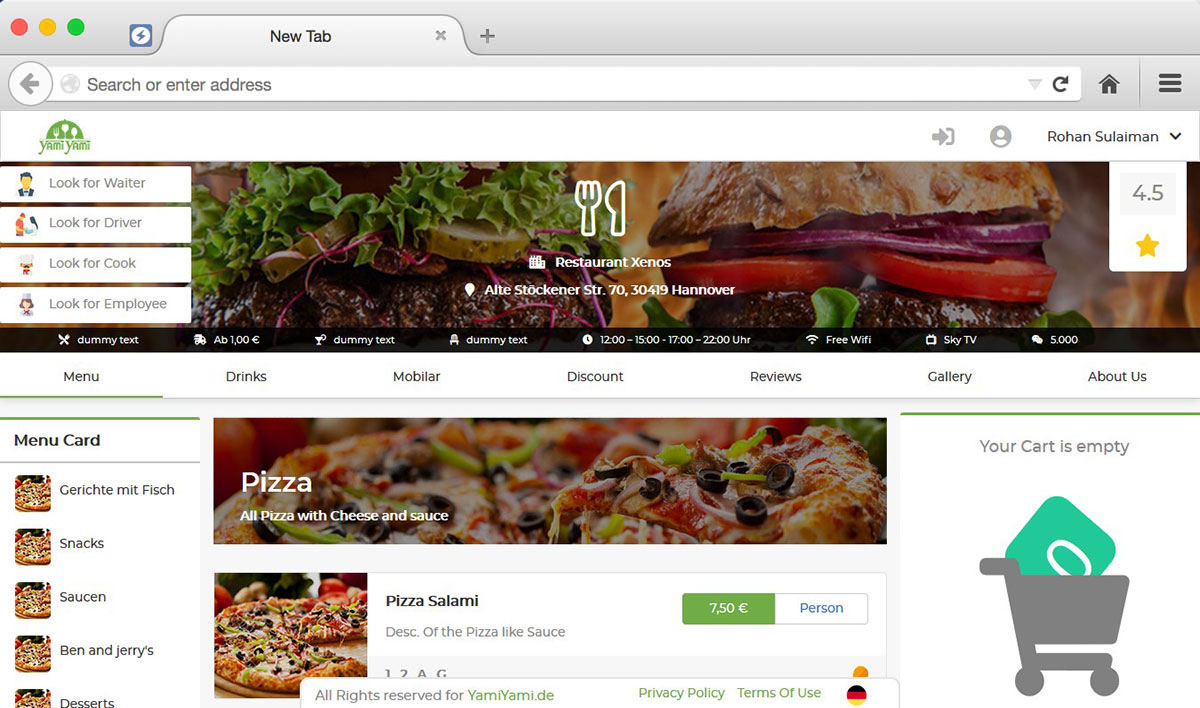 New Tab
Search or enter address
YamiYami
Rohan Sulaiman
Look for Waiter
Look for Driver
Look for Cook
Look for Employee
4.5
Restaurant Xenos
Alte Stöckener Str. 70, 30419 Hannover
dummy text Ab 1,00 € dummy text dummy text 12:00 – 15:00 - 17:00 – 22:00 Uhr Free Wifi Sky TV 5.000
Menu Drinks Mobilar Discount Reviews Gallery About Us
Menu Card
Gerichte mit Fisch
Snacks
Saucen
Ben and jerry's
Desserts
Pizza
All Pizza with Cheese and sauce
Pizza Salami
7,50 € Person
Desc. Of the Pizza like Sauce
1, 2, A, G
Your Cart is empty
0
All Rights reserved for YamiYami.de Privacy Policy Terms Of Use